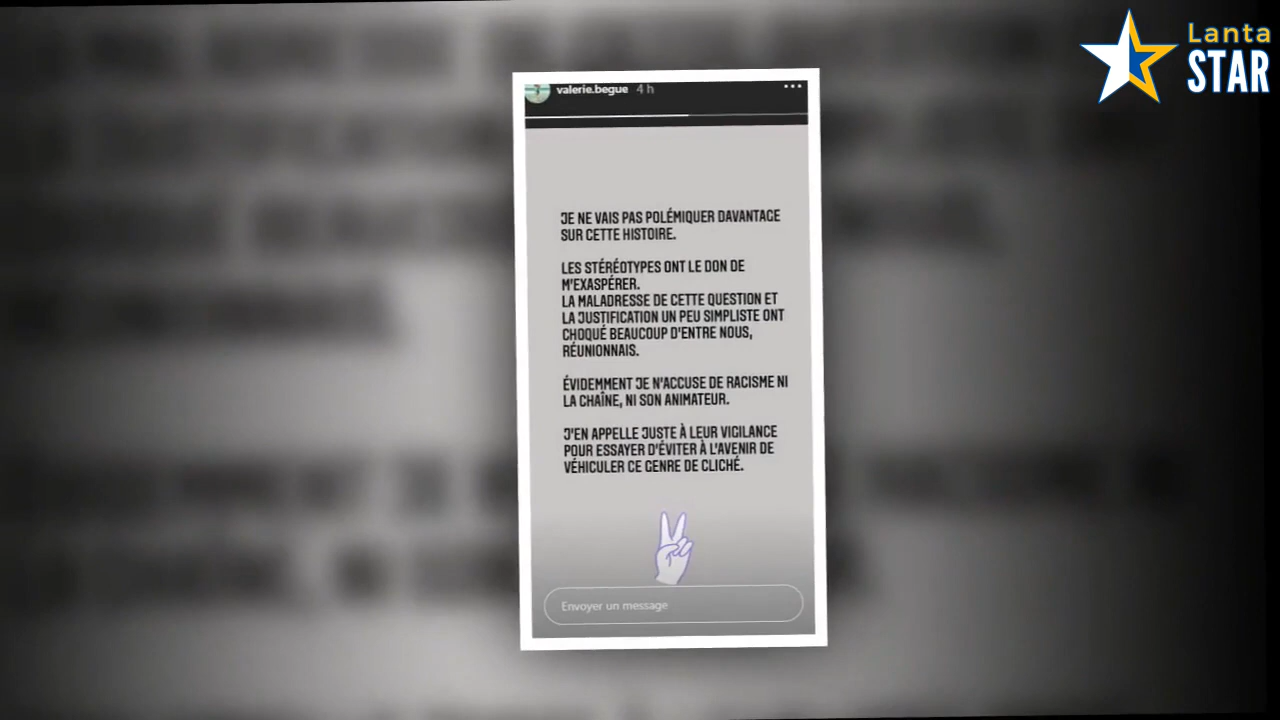 Lanta
STAR
valerie.begue 4 h
JE NE VAIS PAS POLÉMIQUER DAVANTAGE
SUR CETTE HISTOIRE.
LES STÉRÉOTYPES ONT LE DON DE
M'EXASPÉRER.
LA MALADRESSE DE CETTE QUESTION ET
LA JUSTIFICATION UN PEU SIMPLISTE ONT
CHOQUÉ BEAUCOUP D'ENTRE NOUS,
RÉUNIONNAIS.
ÉVIDEMMENT JE N'ACCUSE DE RACISME NI
LA CHAÎNE, NI SON ANIMATEUR.
J'EN APPELLE JUSTE À LEUR VIGILANCE
POUR ESSAYER D'ÉVITER À L'AVENIR DE
VÉHICULER CE GENRE DE CLICHÉ.
Envoyer un message